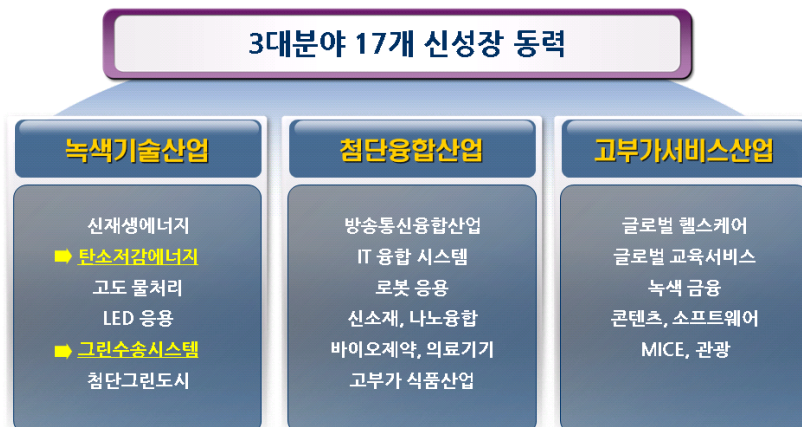 3대분야 17개 신성장 동력
녹색기술산업
신재생에너지
탄소저감에너지
고도 물처리
LED 응용
그린수송시스템
첨단그린도시
첨단융합산업
방송통신융합산업
IT 융합 시스템
로봇 응용
신소재, 나노융합
바이오제약, 의료기기
고부가 식품산업
고부가서비스산업
글로벌 헬스케어
글로벌 교육서비스
녹색 금융
콘텐츠, 소프트웨어
MICE, 관광